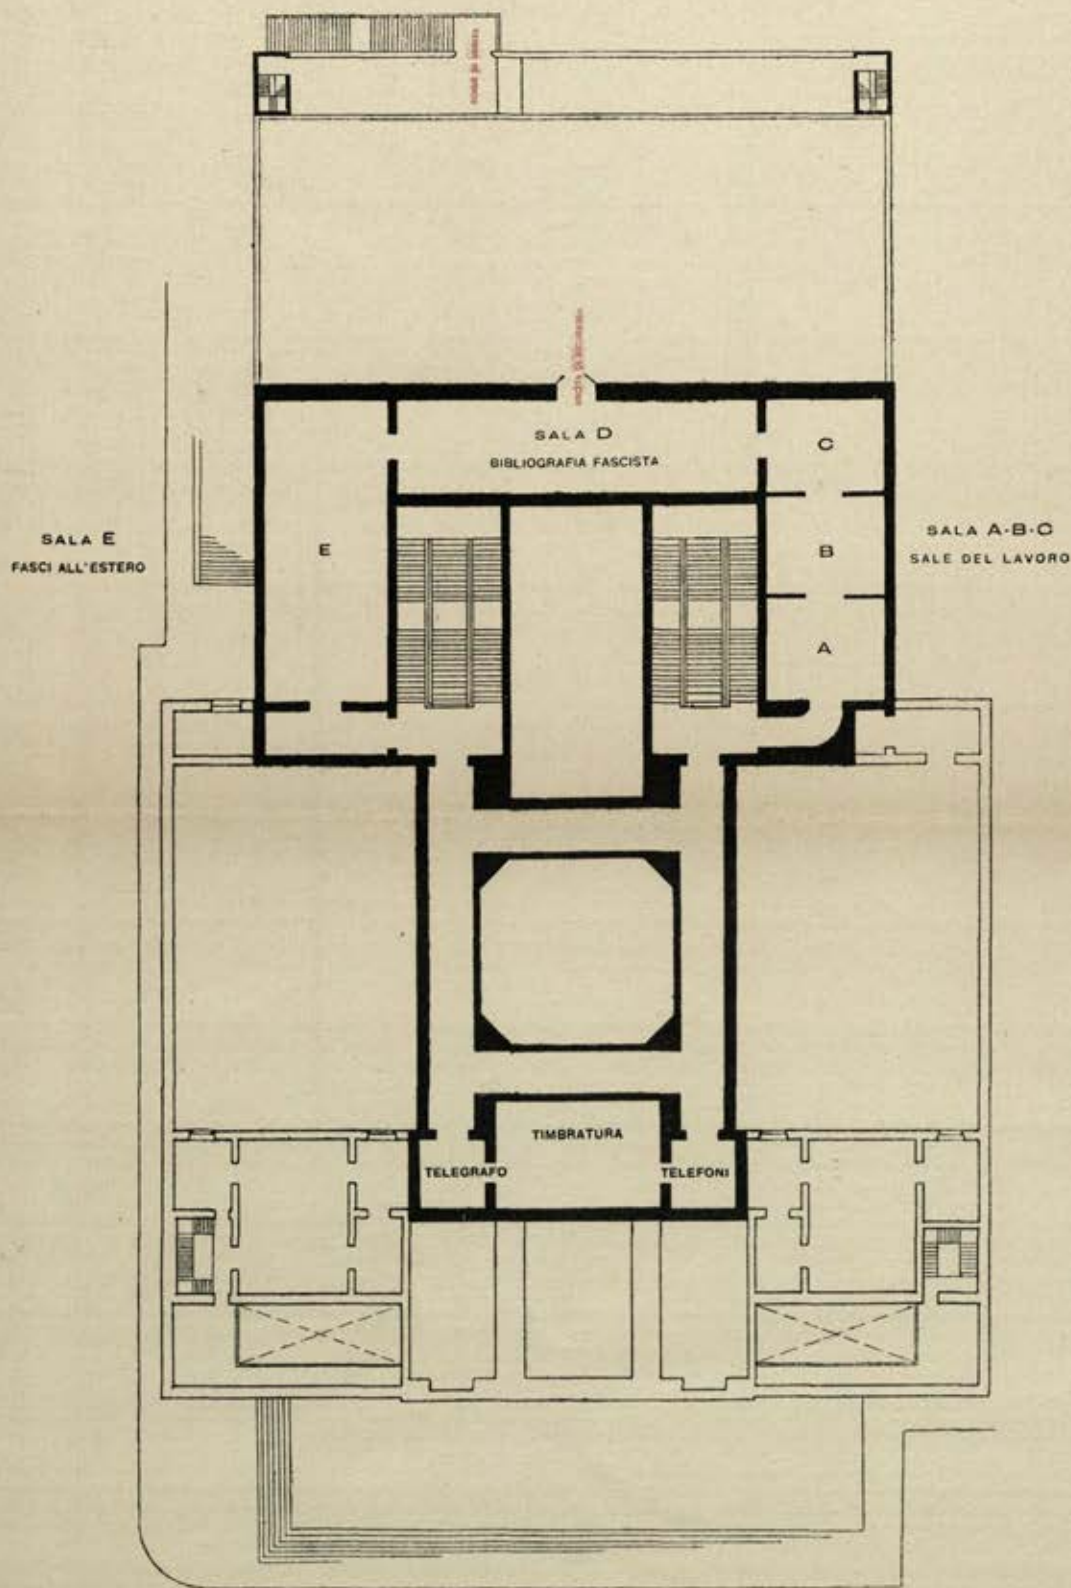 SALA D
BIBLIOGRAFIA FASCISTA
C
SALA E
FASCI ALL'ESTERO
E
B
SALA A-B-C
SALE DEL LAVORO
A
TIMBRATURA
TELEGRAFO
TELEFONI